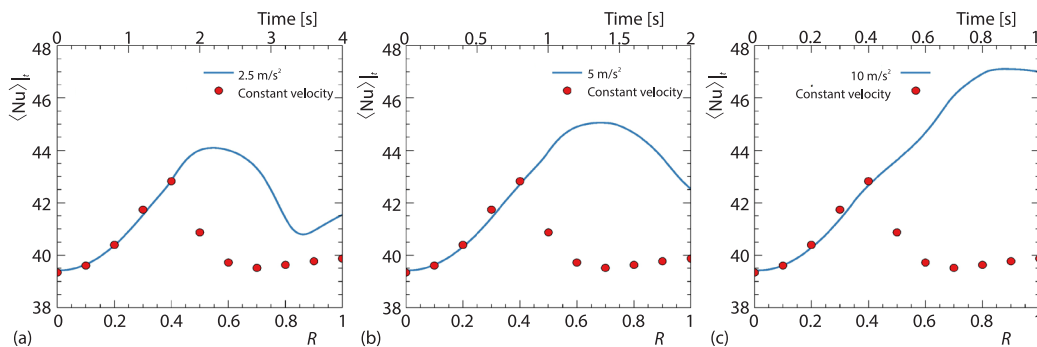 Time [s]
0 1 2 3 4
48
46
44
42
40
38
⟨Nu⟩|t
2.5 m/s²
Constant velocity
0 0.2 0.4 0.6 0.8 1
(a)
R
Time [s]
0 0.5 1 1.5 2
48
46
44
42
40
38
⟨Nu⟩|t
5 m/s²
Constant velocity
0 0.2 0.4 0.6 0.8 1
(b)
R
Time [s]
0 0.2 0.4 0.6 0.8 1
48
46
44
42
40
38
⟨Nu⟩|t
10 m/s²
Constant velocity
0 0.2 0.4 0.6 0.8 1
(c)
R